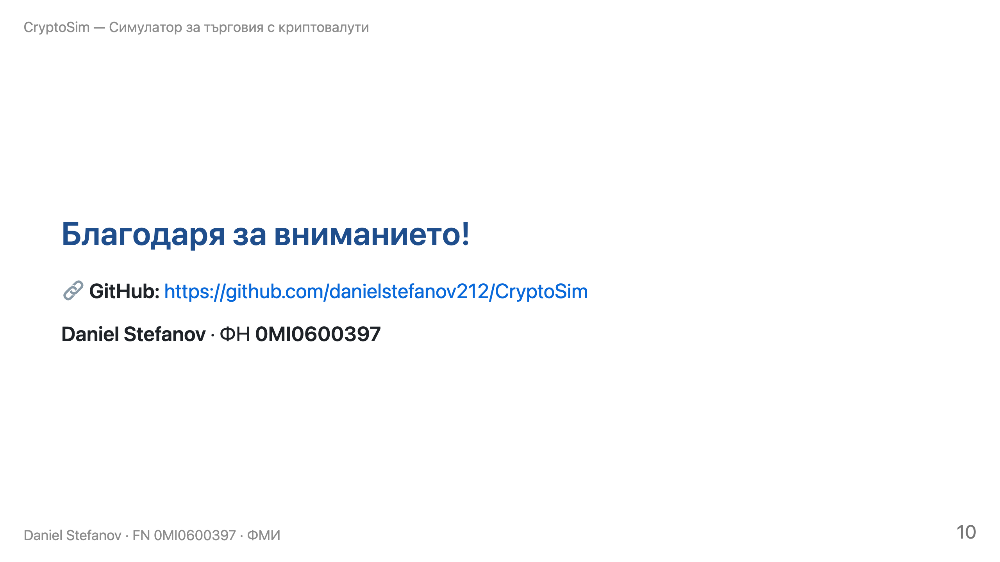 CryptoSim — Симулатор за търговия с криптовалути
Благодаря за вниманието!
🔗 GitHub: https://github.com/danielstefanov212/CryptoSim
Daniel Stefanov · ФН 0MI0600397
Daniel Stefanov · FN 0MI0600397 · ФМИ
10